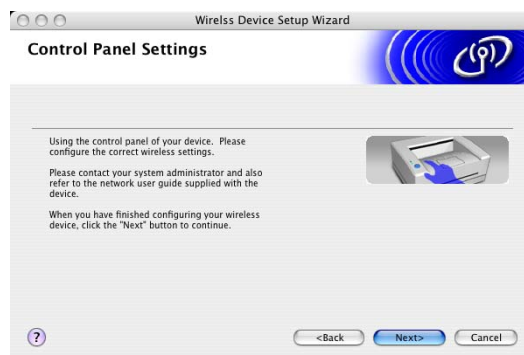 Wirelss Device Setup Wizard
Control Panel Settings
Using the control panel of your device. Please
configure the correct wireless settings.
Please contact your system administrator and also
refer to the network user guide supplied with the
device.
When you have finished configuring your wireless
device, click the "Next" button to continue.
?
<Back
Next>
Cancel